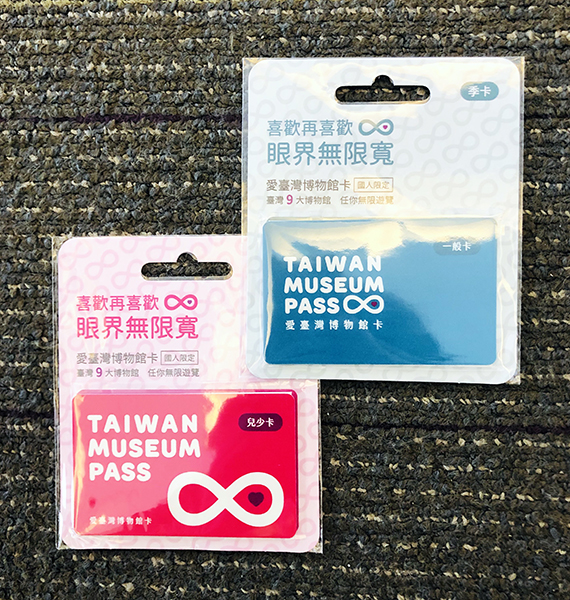 季卡
喜歡再喜歡
眼界無限寬
愛臺灣博物館卡 國人限定
臺灣9大博物館 任你無限遊覽
一般卡
TAIWAN
MUSEUM
PASS
愛臺灣博物館卡
喜歡再喜歡
眼界無限寬
愛臺灣博物館卡 國人限定
臺灣9大博物館 任你無限遊覽
兒少卡
TAIWAN
MUSEUM
PASS
愛臺灣博物館卡